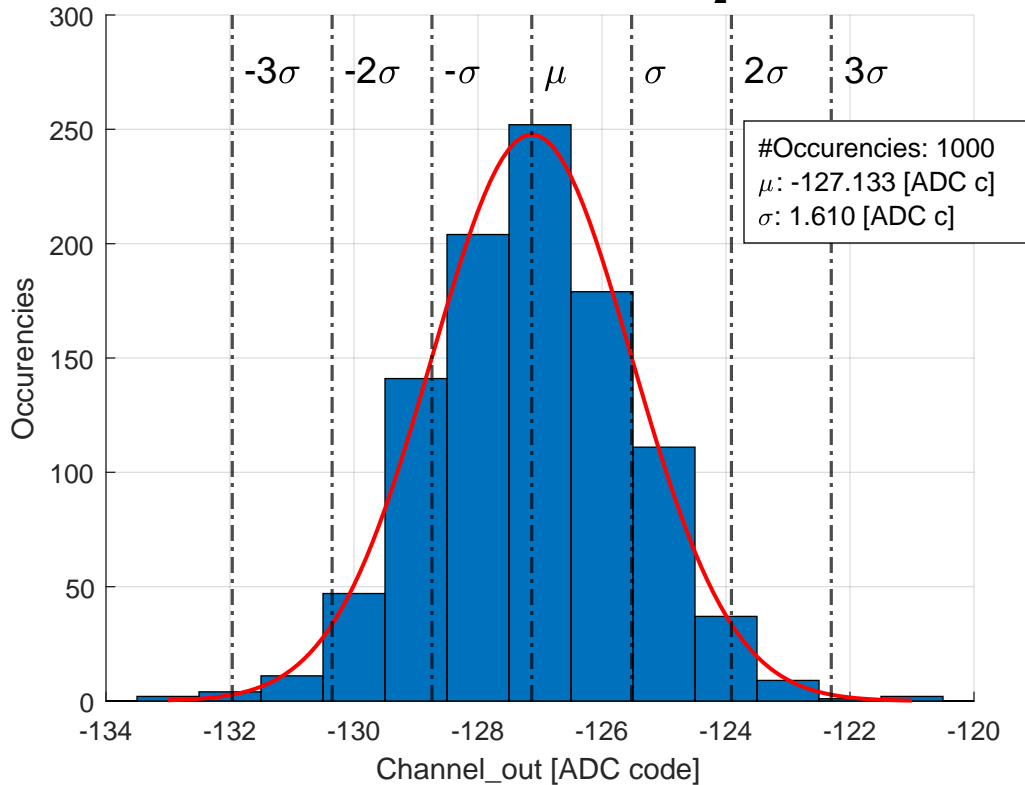 2
300
250
200
150
100
50
0
-3σ
-2σ
-σ
μ
σ
2σ
3σ
#Occurencies: 1000
μ: -127.133 [ADC c]
σ: 1.610 [ADC c]
Occurencies
-134
-132
-130
-128
-126
-124
-122
-120
Channel_out [ADC code]